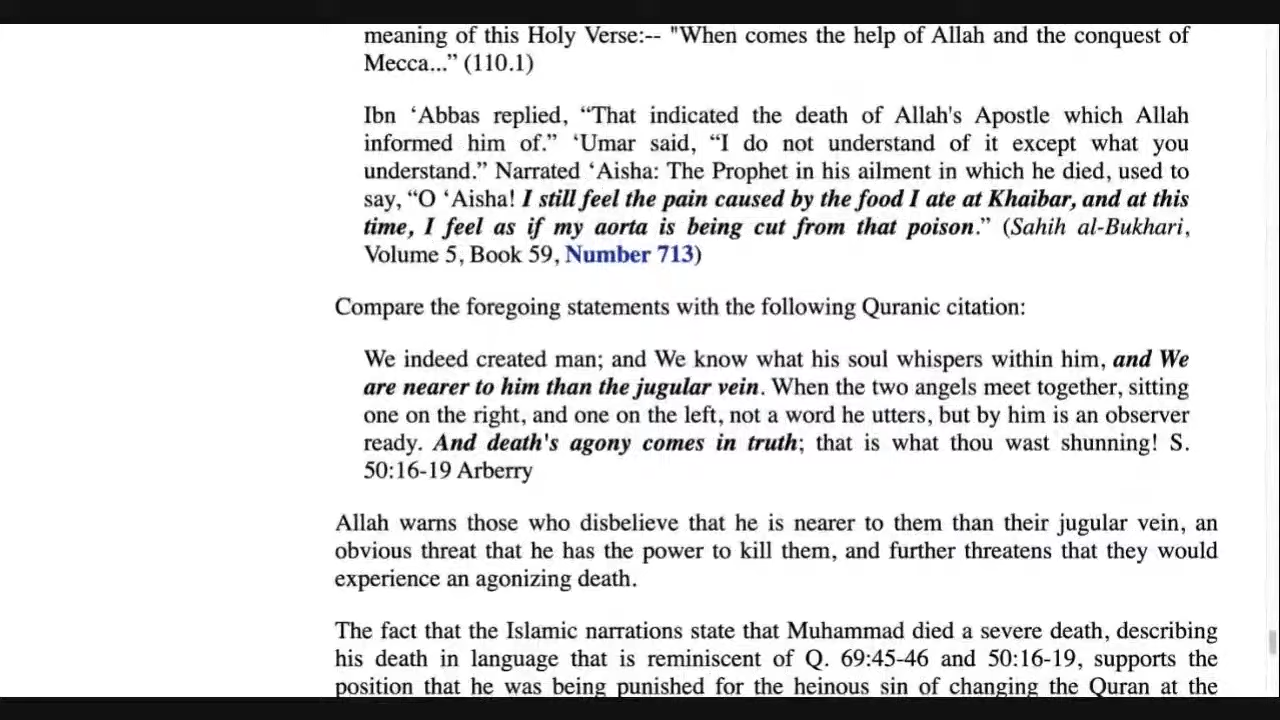 meaning of this Holy Verse:-- "When comes the help of Allah and the conquest of
Mecca...” (110.1)
Ibn ‘Abbas replied, “That indicated the death of Allah's Apostle which Allah
informed him of.” ‘Umar said, “I do not understand of it except what you
understand.” Narrated ‘Aisha: The Prophet in his ailment in which he died, used to
say, “O ‘Aisha! I still feel the pain caused by the food I ate at Khaibar, and at this
time, I feel as if my aorta is being cut from that poison.” (Sahih al-Bukhari,
Volume 5, Book 59, Number 713)
Compare the foregoing statements with the following Quranic citation:
We indeed created man; and We know what his soul whispers within him, and We
are nearer to him than the jugular vein. When the two angels meet together, sitting
one on the right, and one on the left, not a word he utters, but by him is an observer
ready. And death's agony comes in truth; that is what thou wast shunning! S.
50:16-19 Arberry
Allah warns those who disbelieve that he is nearer to them than their jugular vein, an
obvious threat that he has the power to kill them, and further threatens that they would
experience an agonizing death.
The fact that the Islamic narrations state that Muhammad died a severe death, describing
his death in language that is reminiscent of Q. 69:45-46 and 50:16-19, supports the
position that he was being punished for the heinous sin of changing the Quran at the